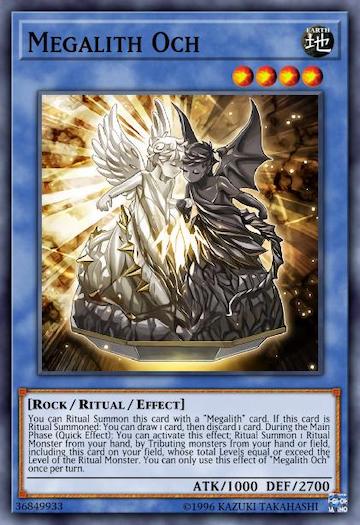 Megalith Och
EARTH
地
[Rock / Ritual / Effect]
You can Ritual Summon this card with a "Megalith" card. If this card is
Ritual Summoned: You can draw 1 card, then discard 1 card. During the Main
Phase (Quick Effect): You can activate this effect; Ritual Summon 1 Ritual
Monster from your hand, by Tributing monsters from your hand or field,
including this card on your field, whose total Levels equal or exceed the
Level of the Ritual Monster. You can only use this effect of "Megalith Och"
once per turn.
ATK/1000 DEF/2700
36849933
©1996 KAZUKI TAKAHASHI